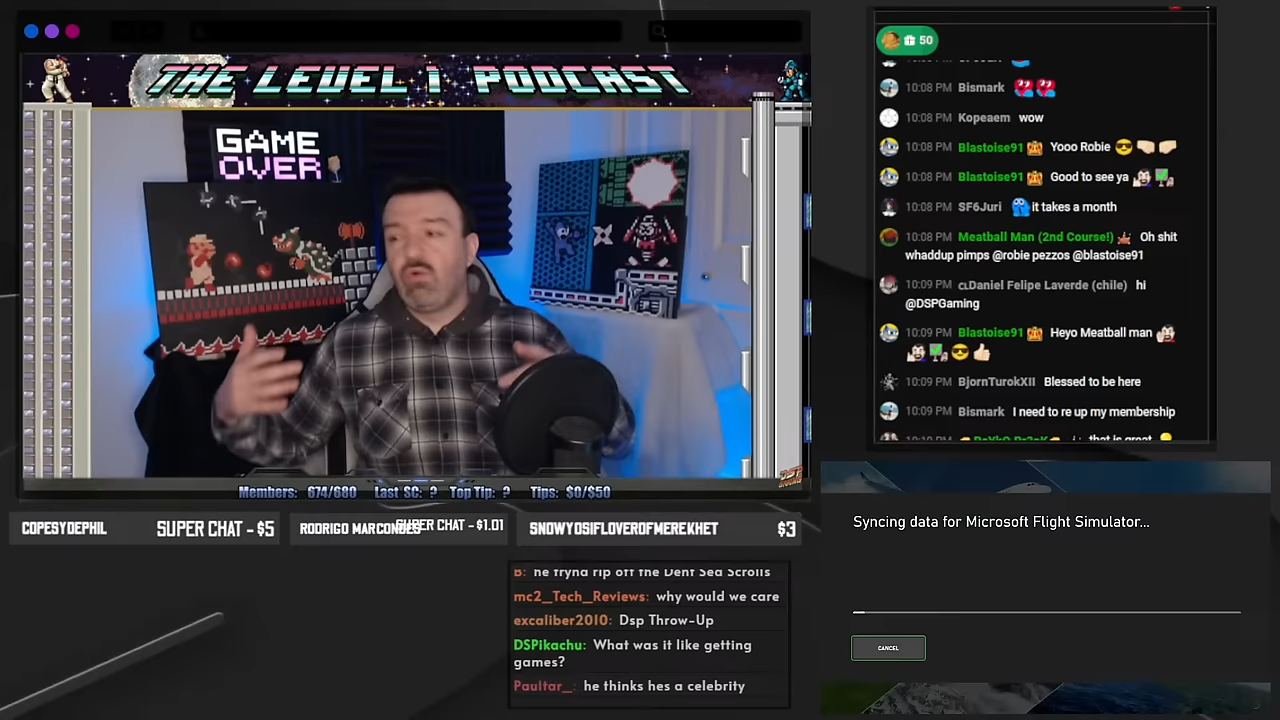 THE LEVEL 1 PODCAST
GAME
OVER
Members: 674/680 Last SC: ? Top Tip: ? Tips: $0/$50
COPESYDEPHIL SUPER CHAT - $5
RODRIGO MARCONDES SUPER CHAT - $1.01
SNOWYOSIFLOVEROFMEREKHET $3
B: he tryna rip off the Denf Sea Scrolls
mc2_Tech_Reviews: why would we care
excaliber2010: Dsp Throw-Up
DSPikachu: What was it like getting
games?
Paultar_: he thinks hes a celebrity
50
10:08 PM Bismark
10:08 PM Kopeaem wow
10:08 PM Blastoise91 Yooo Robie
10:08 PM Blastoise91 Good to see ya
10:08 PM SF6Juri it takes a month
10:08 PM Meatball Man (2nd Course!) Oh shit
whaddup pimps @robie pezzos @blastoise91
10:09 PM Daniel Felipe Laverde (chile) hi
@DSPGaming
10:09 PM Blastoise91 Heyo Meatball man
10:09 PM BjornTurokXII Blessed to be here
10:09 PM Bismark I need to re up my membership
10:10 PM that is great
Syncing data for Microsoft Flight Simulator...
CANCEL